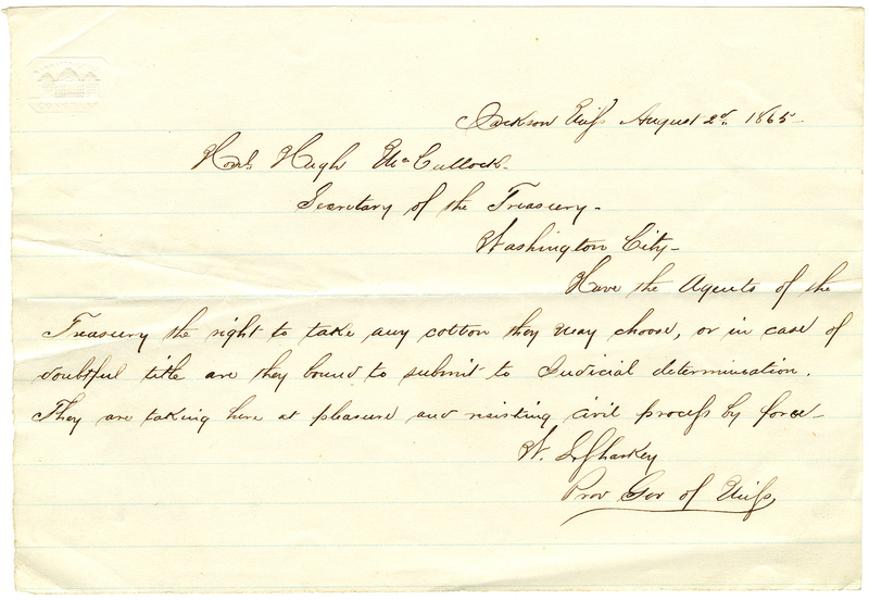 Jackson Miss August 2d. 1865-
Honl. Hugh McCullock.
Secretary of the Treasury-
Washington City-
Have the Agents of the
Treasury the right to take any cotton they may choose, or in case of
doubtful title are they bound to submit to Judicial determination.
They are taking here at pleasure and resisting civil process by force-
W. L. Sharkey
Prov Gov of Miss